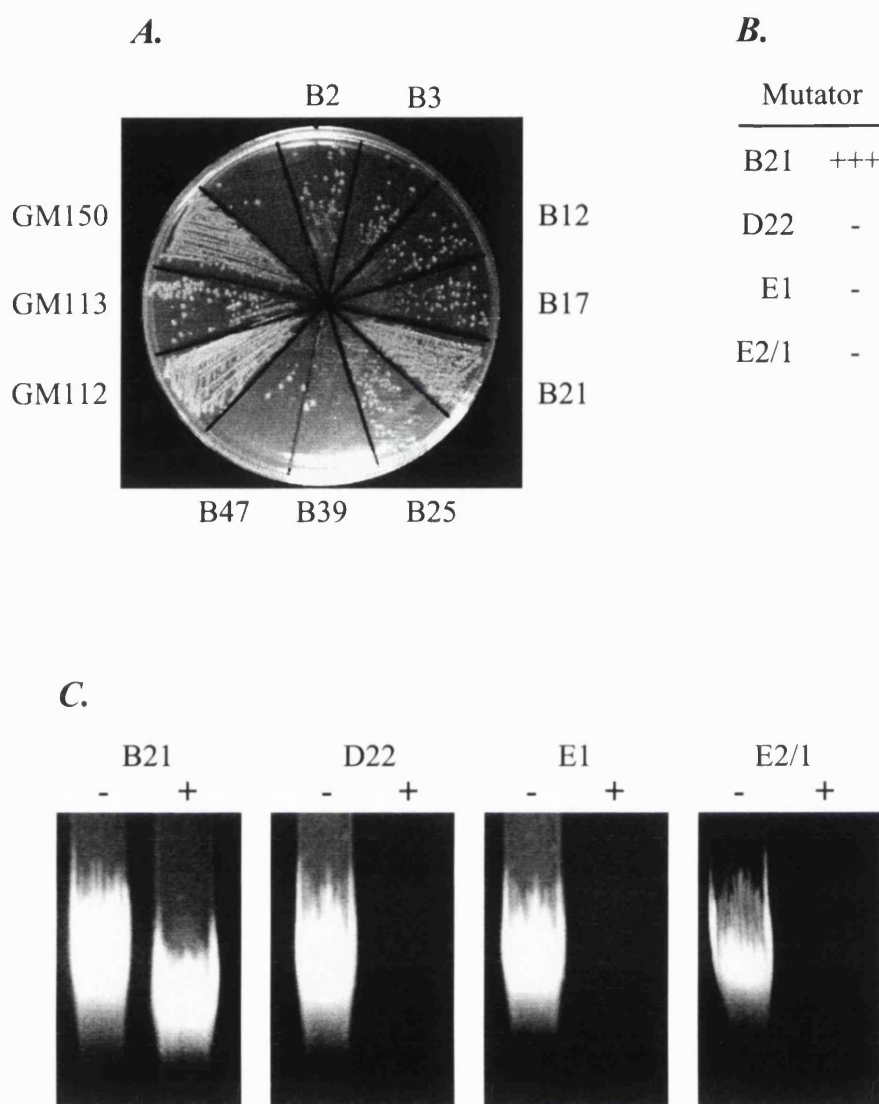 A.
B2 B3
GM150
B12
GM113
B17
GM112
B21
B47 B39 B25
B.
Mutator
B21 +++
D22 -
E1 -
E2/1 -
C.
B21 D22 E1 E2/1
- + - + - + - +